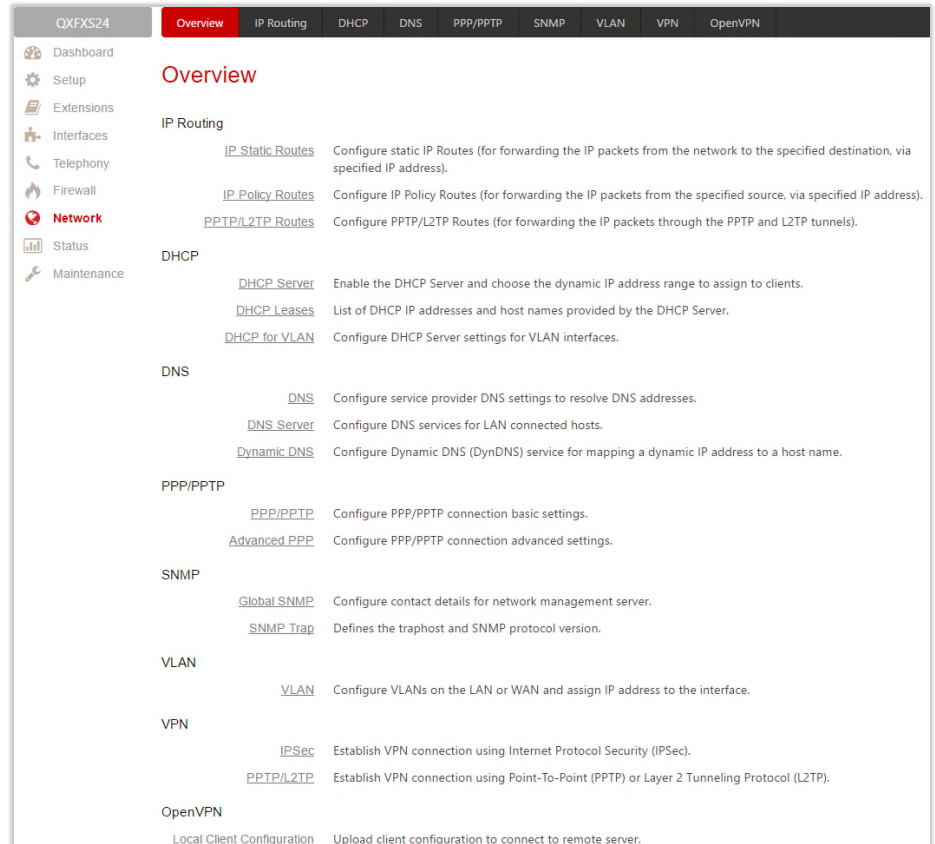 QXFXS24
Overview IP Routing DHCP DNS PPP/PPTP SNMP VLAN VPN OpenVPN
Dashboard
Setup
Extensions
Interfaces
Telephony
Firewall
Network
Status
Maintenance
Overview
IP Routing
IP Static Routes Configure static IP Routes (for forwarding the IP packets from the network to the specified destination, via
specified IP address).
IP Policy Routes Configure IP Policy Routes (for forwarding the IP packets from the specified source, via specified IP address).
PPTP/L2TP Routes Configure PPTP/L2TP Routes (for forwarding the IP packets through the PPTP and L2TP tunnels).
DHCP
DHCP Server Enable the DHCP Server and choose the dynamic IP address range to assign to clients.
DHCP Leases List of DHCP IP addresses and host names provided by the DHCP Server.
DHCP for VLAN Configure DHCP Server settings for VLAN interfaces.
DNS
DNS Configure service provider DNS settings to resolve DNS addresses.
DNS Server Configure DNS services for LAN connected hosts.
Dynamic DNS Configure Dynamic DNS (DynDNS) service for mapping a dynamic IP address to a host name.
PPP/PPTP
PPP/PPTP Configure PPP/PPTP connection basic settings.
Advanced PPP Configure PPP/PPTP connection advanced settings.
SNMP
Global SNMP Configure contact details for network management server.
SNMP Trap Defines the traphost and SNMP protocol version.
VLAN
VLAN Configure VLANs on the LAN or WAN and assign IP address to the interface.
VPN
IPSec Establish VPN connection using Internet Protocol Security (IPSec).
PPTP/L2TP Establish VPN connection using Point-To-Point (PPTP) or Layer 2 Tunneling Protocol (L2TP).
OpenVPN
Local Client Configuration Upload client configuration to connect to remote server.